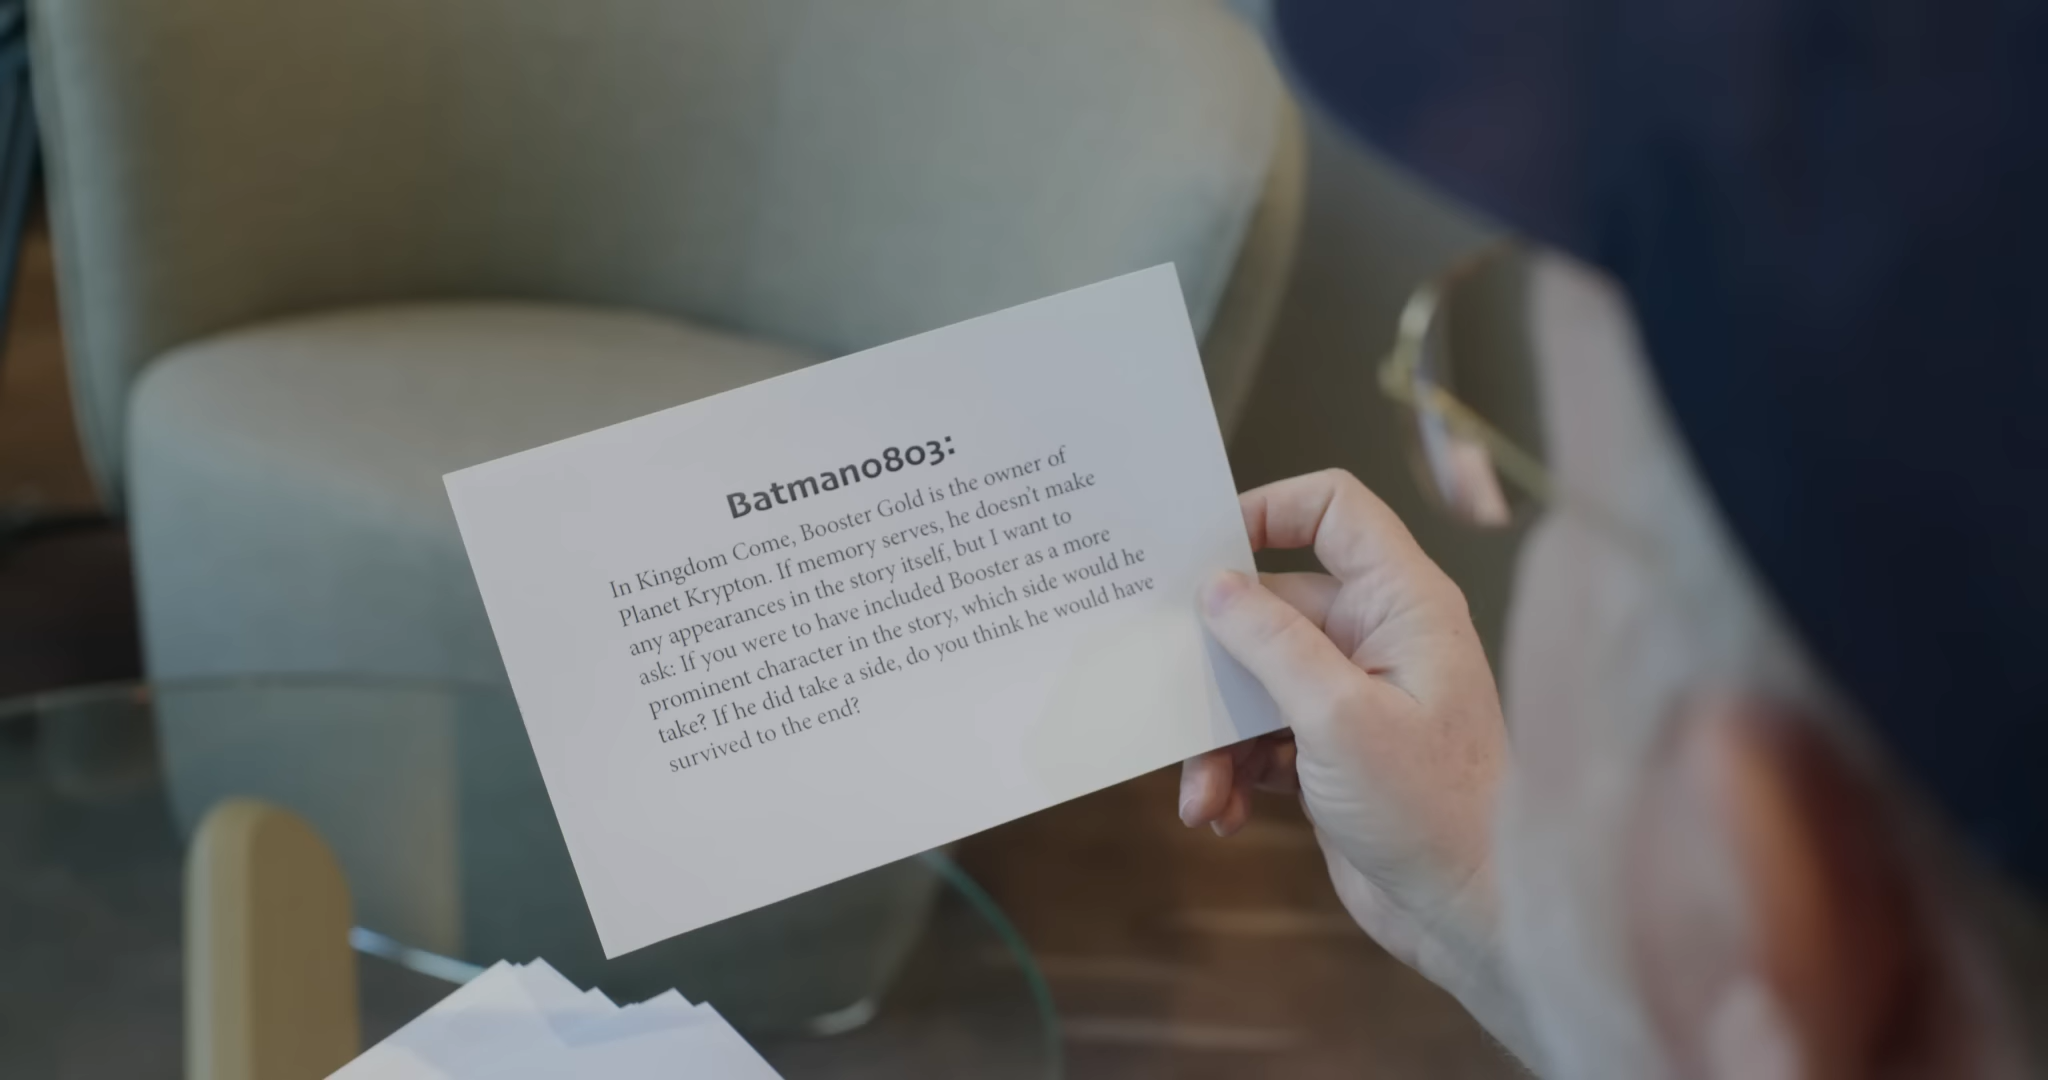 Batman0803:
In Kingdom Come, Booster Gold is the owner of
Planet Krypton. If memory serves, he doesn't make
any appearances in the story itself, but I want to
ask: If you were to have included Booster as a more
prominent character in the story, which side would he
take? If he did take a side, do you think he would have
survived to the end?